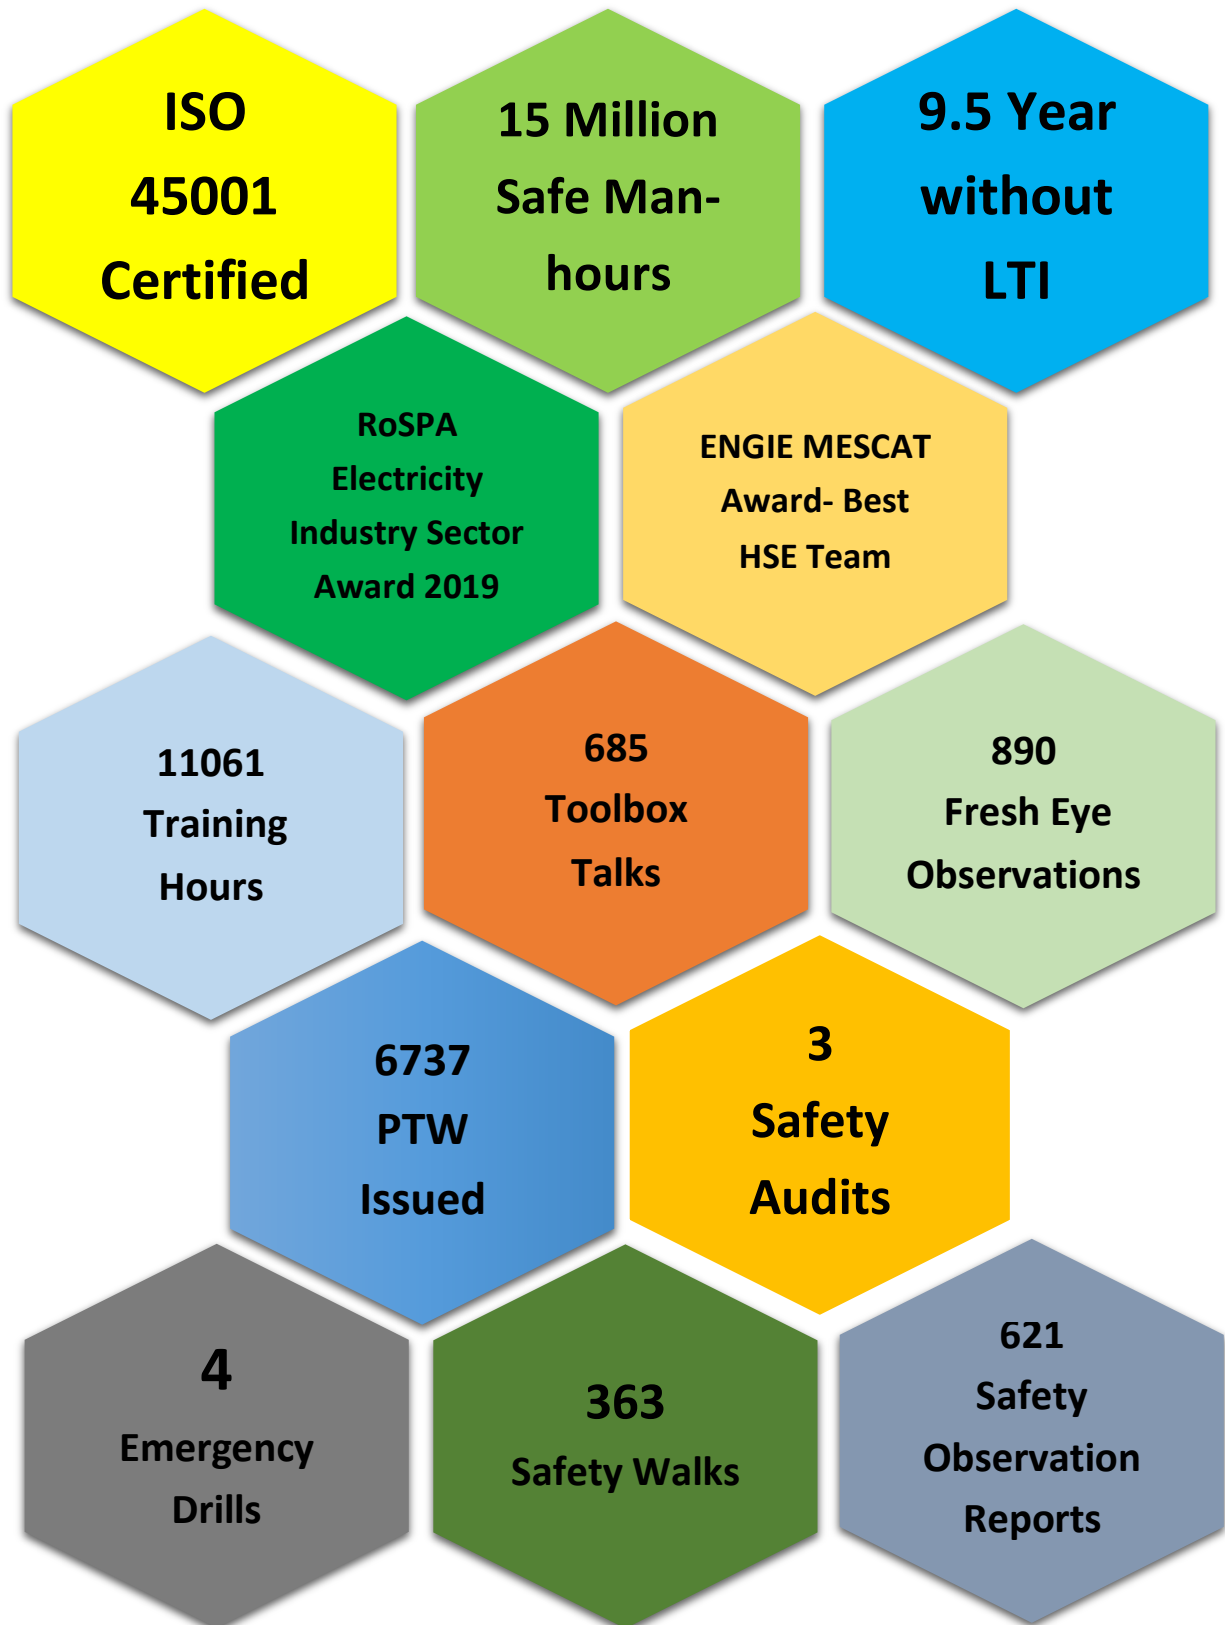 ISO
45001
Certified
15 Million
Safe Man-
hours
9.5 Year
without
LTI
RoSPA
Electricity
Industry Sector
Award 2019
ENGIE MESCAT
Award- Best
HSE Team
11061
Training
Hours
685
Toolbox
Talks
890
Fresh Eye
Observations
6737
PTW
Issued
3
Safety
Audits
4
Emergency
Drills
363
Safety Walks
621
Safety
Observation
Reports